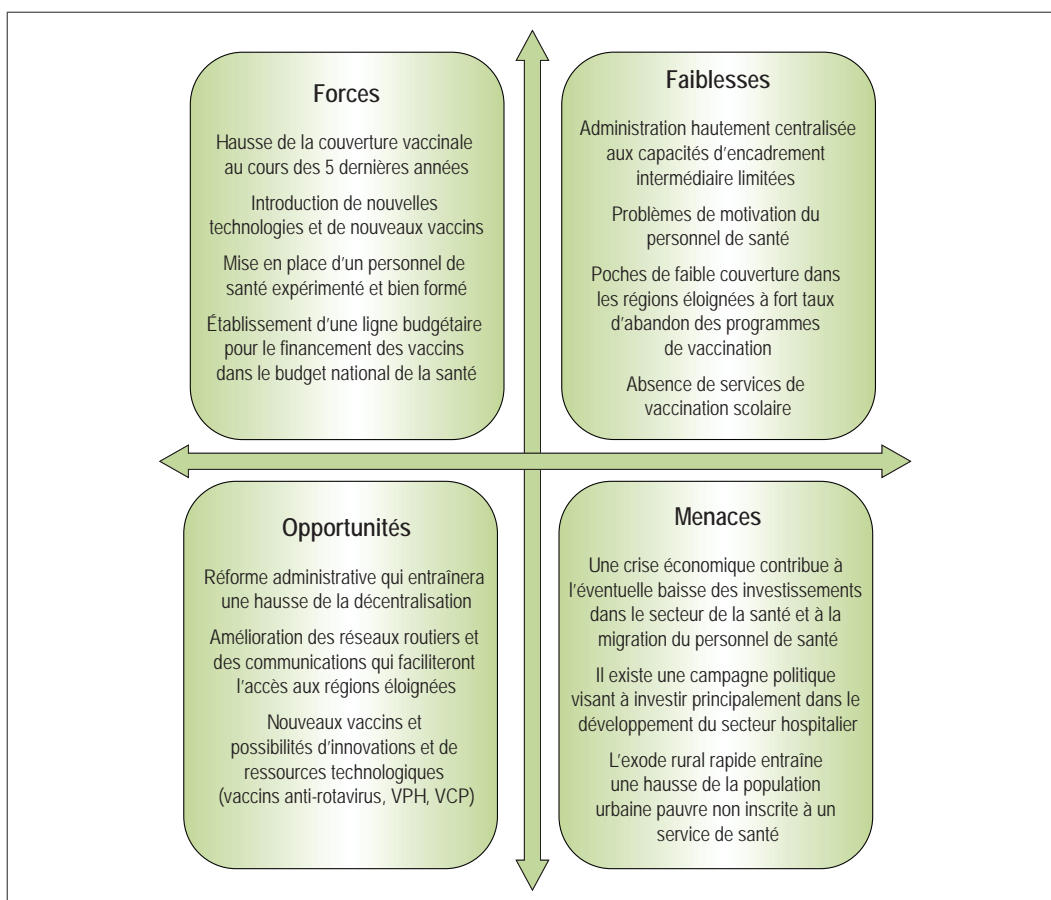 Forces
Hausse de la couverture vaccinale
au cours des 5 dernières années
Introduction de nouvelles
technologies et de nouveaux vaccins
Mise en place d’un personnel de
santé expérimenté et bien formé
Établissement d’une ligne budgétaire
pour le financement des vaccins
dans le budget national de la santé
Faiblesses
Administration hautement centralisée
aux capacités d’encadrement
intermédiaire limitées
Problèmes de motivation du
personnel de santé
Poches de faible couverture dans
les régions éloignées à fort taux
d’abandon des programmes
de vaccination
Absence de services de
vaccination scolaire
Opportunités
Réforme administrative qui entraînera
une hausse de la décentralisation
Amélioration des réseaux routiers et
des communications qui faciliteront
l’accès aux régions éloignées
Nouveaux vaccins et
possibilités d’innovations et de
ressources technologiques
(vaccins anti-rotavirus, VPH, VCP)
Menaces
Une crise économique contribue à
l’éventuelle baisse des investissements
dans le secteur de la santé et à la
migration du personnel de santé
Il existe une campagne politique
visant à investir principalement dans le
développement du secteur hospitalier
L’exode rural rapide entraîne
une hausse de la population
urbaine pauvre non inscrite à un
service de santé